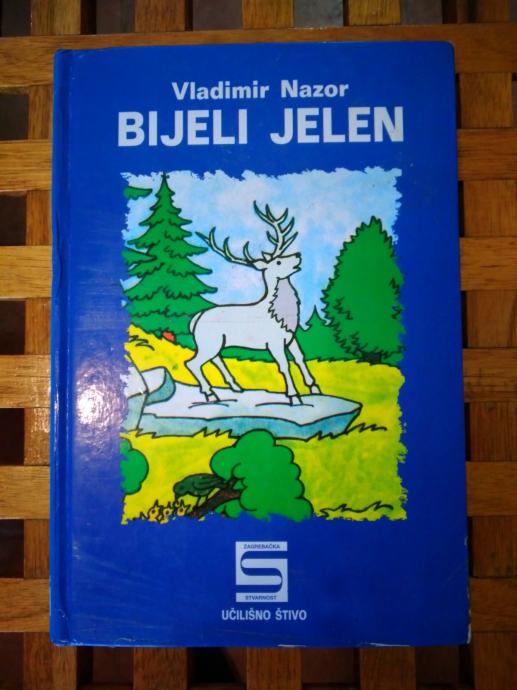 Vladimir Nazor
BIJELI JELEN
ZAGREBAČKA
S
STVARNOST
UČILIŠNO ŠTIVO